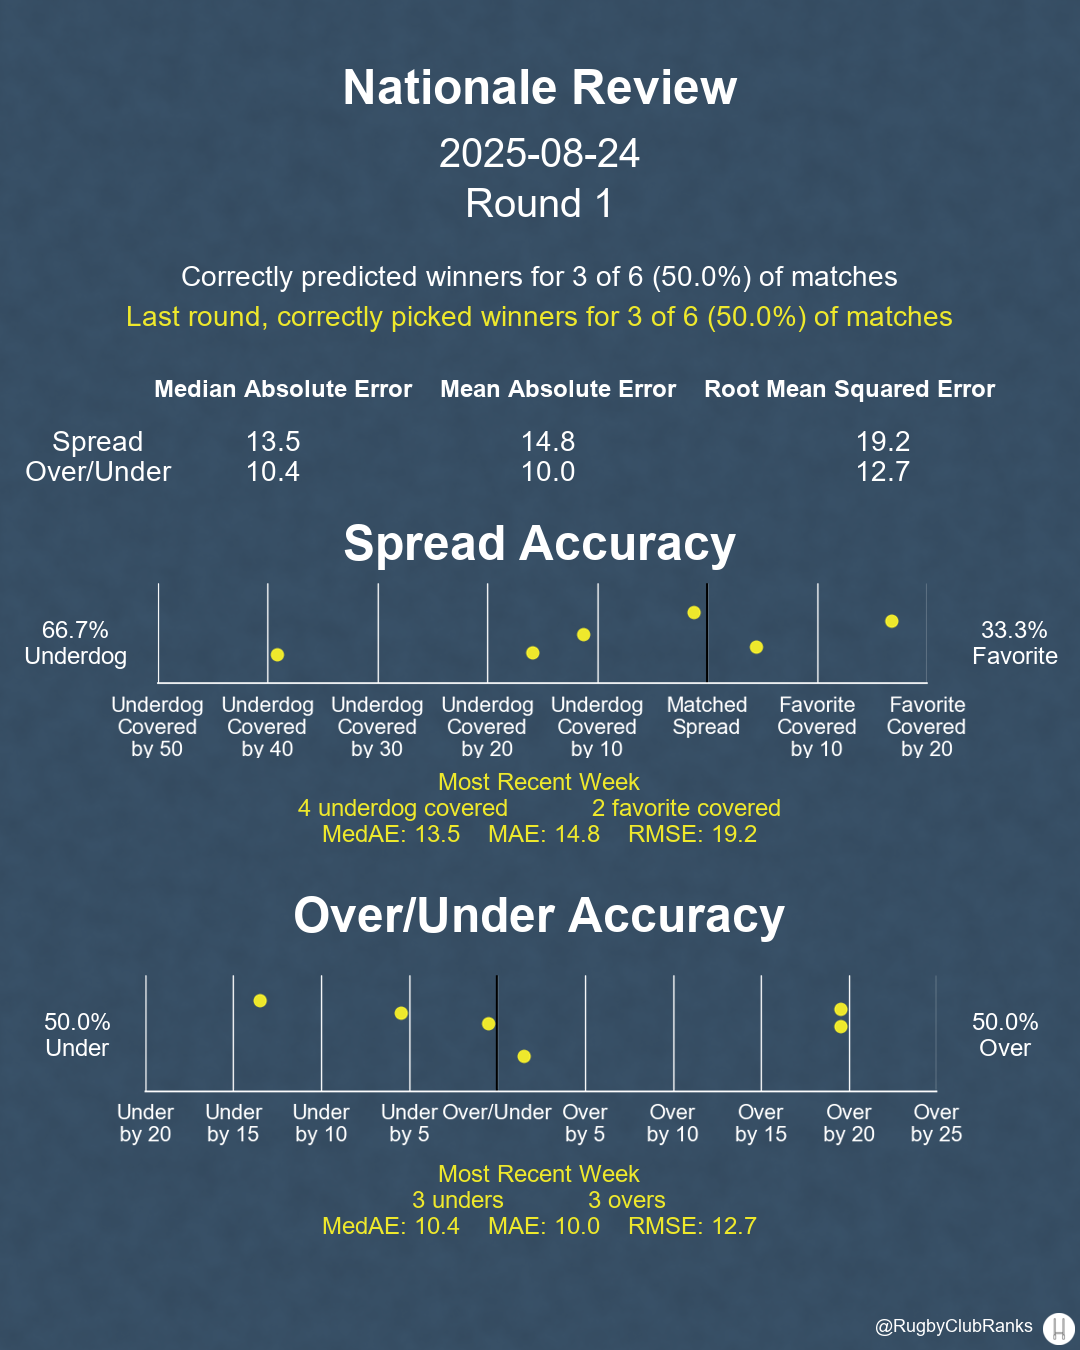 Nationale Review
2025-08-24
Round 1
Correctly predicted winners for 3 of 6 (50.0%) of matches
Last round, correctly picked winners for 3 of 6 (50.0%) of matches
Median Absolute Error Mean Absolute Error Root Mean Squared Error
Spread 13.5 14.8 19.2
Over/Under 10.4 10.0 12.7
Spread Accuracy
66.7%
Underdog
33.3%
Favorite
Underdog Covered by 50
Underdog Covered by 40
Underdog Covered by 30
Underdog Covered by 20
Underdog Covered by 10
Matched Spread
Favorite Covered by 10
Favorite Covered by 20
Most Recent Week
4 underdog covered 2 favorite covered
MedAE: 13.5 MAE: 14.8 RMSE: 19.2
Over/Under Accuracy
50.0%
Under
50.0%
Over
Under by 20
Under by 15
Under by 10
Under by 5
Over/Under
Over by 5
Over by 10
Over by 15
Over by 20
Over by 25
Most Recent Week
3 unders 3 overs
MedAE: 10.4 MAE: 10.0 RMSE: 12.7
@RugbyClubRanks